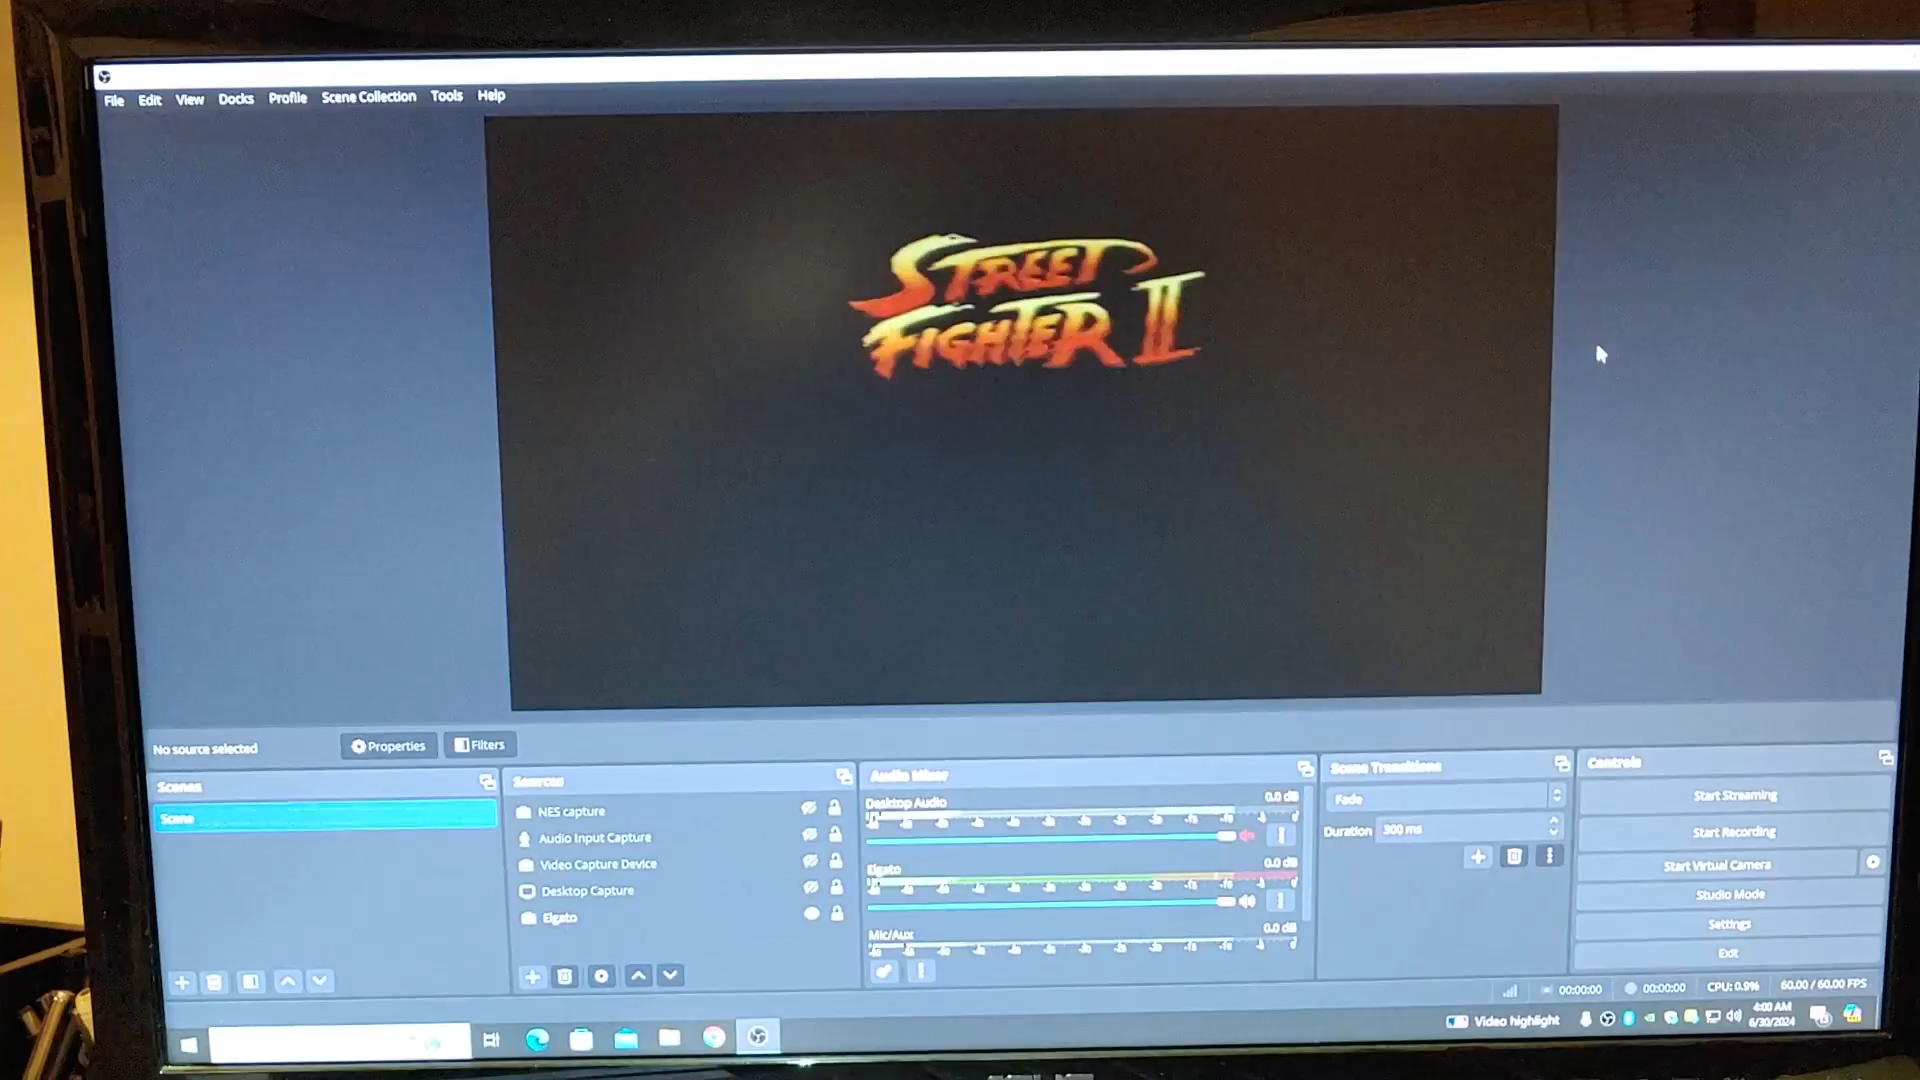 File Edit View Docks Profile Scene Collection Tools Help
STREET
FIGHTER II
No source selected Properties Filters
Scenes
Scene
Sources
NES capture
Audio Input Capture
Video Capture Device
Desktop Capture
Elgato
Audio Mixer
Desktop Audio 0.0 dB
Elgato 0.0 dB
Mic/Aux 0.0 dB
Scene Transitions
Fade
Duration 300 ms
Controls
Start Streaming
Start Recording
Start Virtual Camera
Studio Mode
Settings
Exit
00:00:00 00:00:00 CPU: 0.9% 60.00 / 60.00 FPS
Video highlight
4:00 AM
6/30/2024